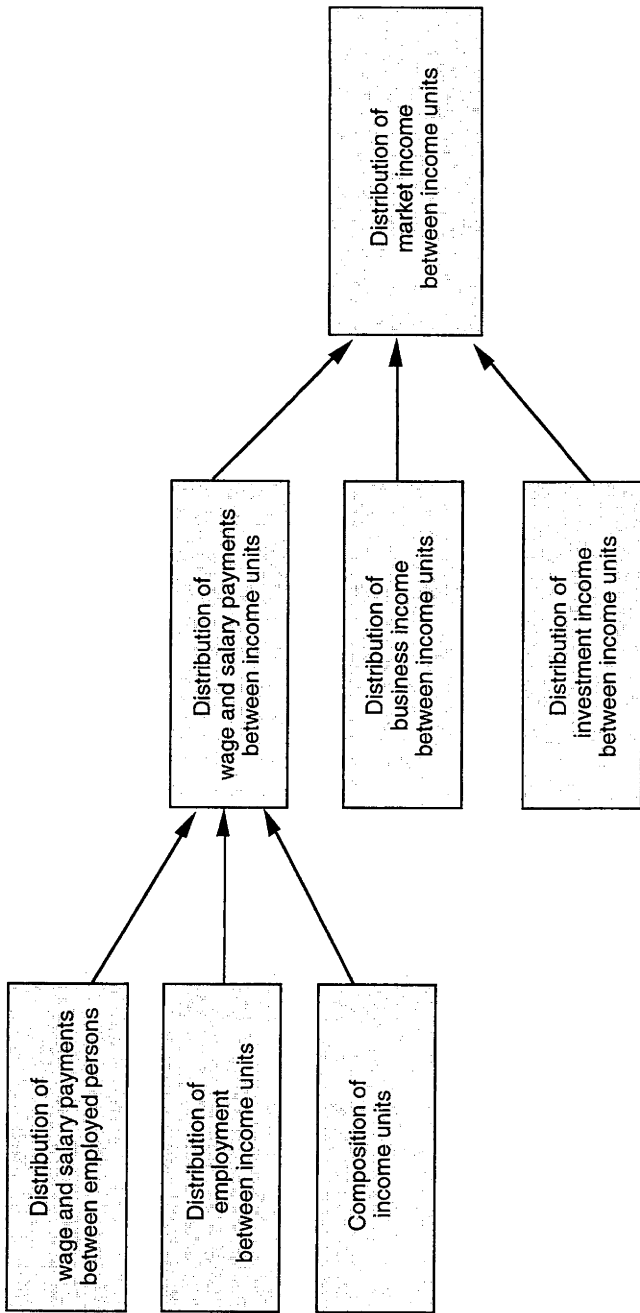 Distribution of
wage and salary payments
between employed persons
Distribution of
employment
between income units
Composition of
income units
Distribution of
wage and salary payments
between income units
Distribution of
business income
between income units
Distribution of
investment income
between income units
Distribution of
market income
between income units